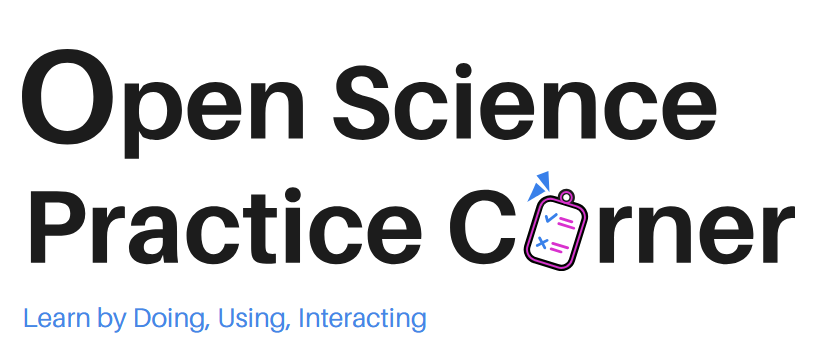 Open Science
Practice Corner
Learn by Doing, Using, Interacting